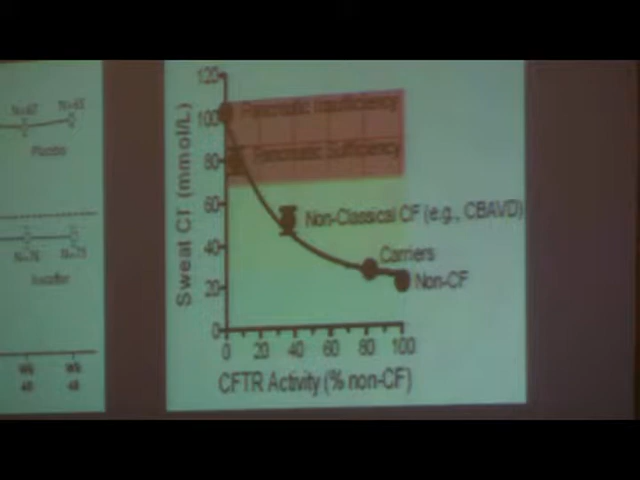 N=67 N=65
Placebo
N=76 N=73
Ivacaftor
Wk Wk
40 48
Sweat Cl- (mmol/L)
120
100
80
60
40
20
0
Pancreatic Insufficiency
Pancreatic Sufficiency
Non-Classical CF (e.g., CBAVD)
Carriers
Non-CF
0 20 40 60 80 100
CFTR Activity (% non-CF)